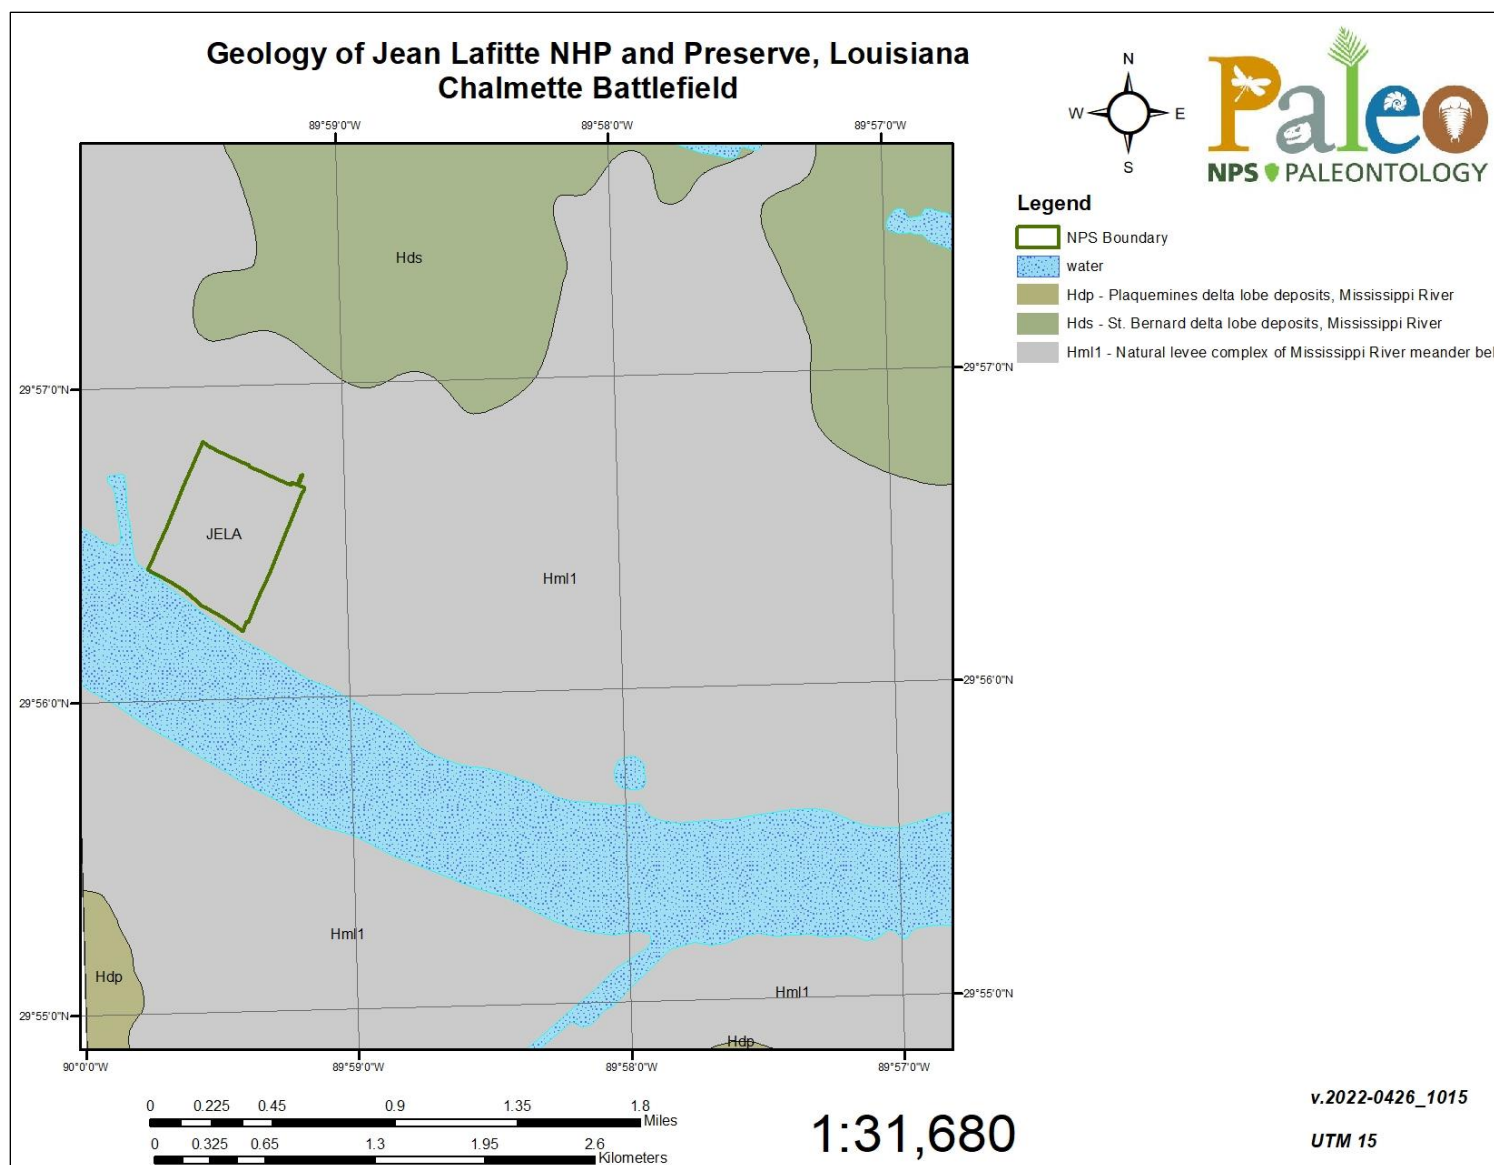 Geology of Jean Lafitte NHP and Preserve, Louisiana
Chalmette Battlefield
N
W
E
S
Paleo
NPS PALEONTOLOGY
Legend
NPS Boundary
water
Hdp - Plaquemines delta lobe deposits, Mississippi River
Hds - St. Bernard delta lobe deposits, Mississippi River
Hml1 - Natural levee complex of Mississippi River meander bel
89°59'0"W
89°58'0"W
89°57'0"W
Hds
29°57'0"N
29°57'0"N
JELA
Hml1
29°56'0"N
29°56'0"N
Hml1
Hdp
Hml1
29°55'0"N
29°55'0"N
Hdp
90°0'0"W
89°59'0"W
89°58'0"W
89°57'0"W
0 0.225 0.45 0.9 1.35 1.8
Miles
0 0.325 0.65 1.3 1.95 2.6
Kilometers
1:31,680
v.2022-0426_1015
UTM 15